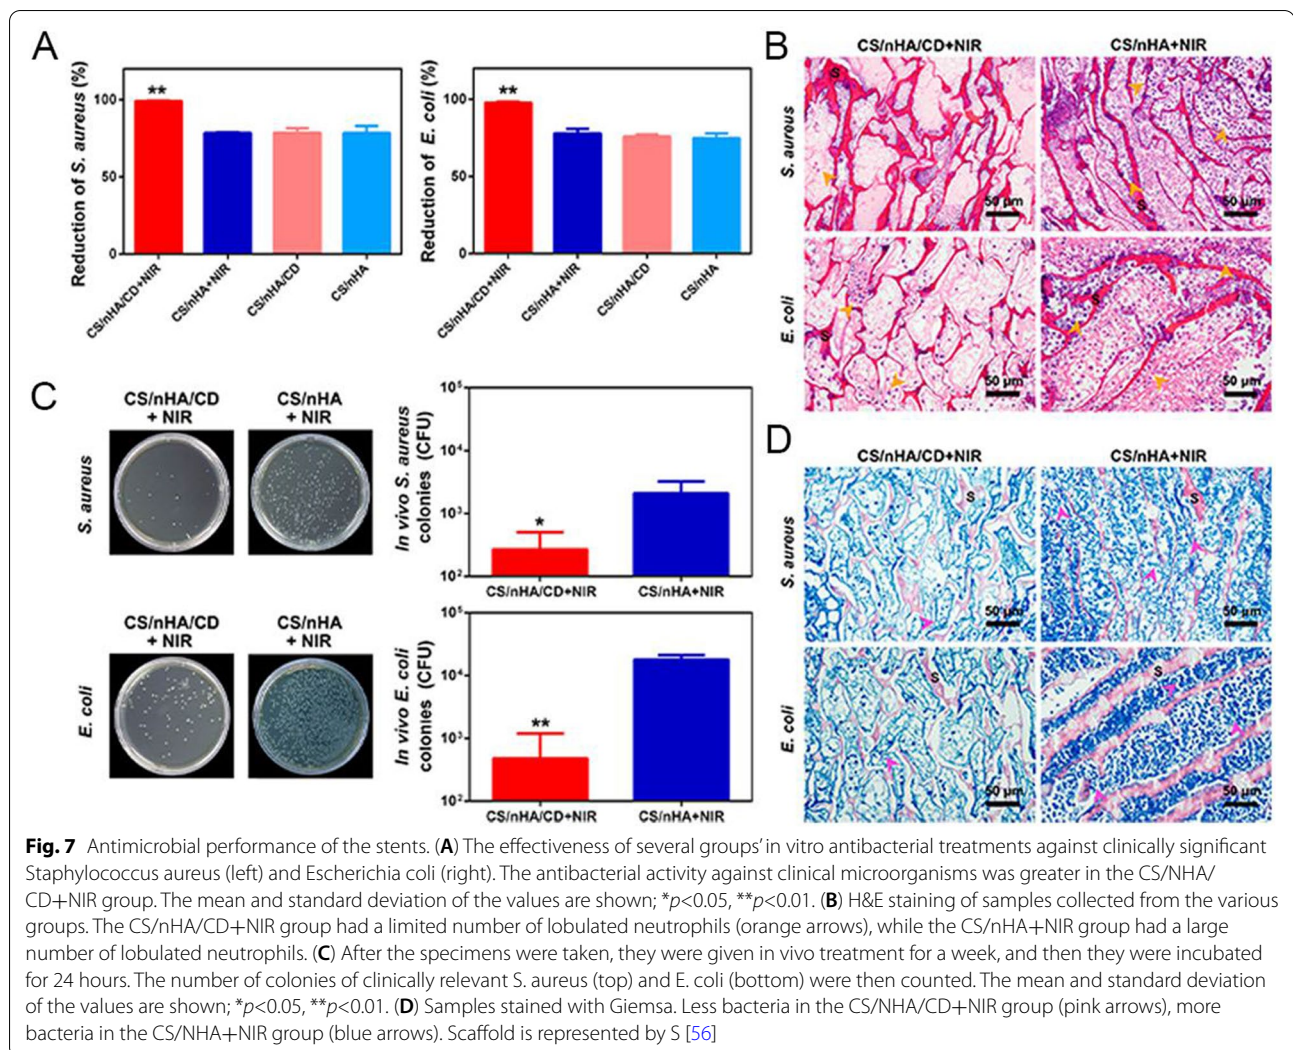 A
Reduction of S. aureus (%)
100
50
0
**
CS/nHA/CD+NIR
CS/nHA+NIR
CS/nHA/CD
CS/nHA
Reduction of E. coli (%)
100
50
0
**
CS/nHA/CD+NIR
CS/nHA+NIR
CS/nHA/CD
CS/nHA
B
CS/nHA/CD+NIR
CS/nHA+NIR
S. aureus
S
50 µm
S
50 µm
E. coli
S
50 µm
S
50 µm
C
CS/nHA/CD
+ NIR
CS/nHA
+ NIR
S. aureus
In vivo S. aureus
colonies (CFU)
10⁵
10⁴
10³
10²
*
CS/nHA/CD+NIR
CS/nHA+NIR
CS/nHA/CD
+ NIR
CS/nHA
+ NIR
E. coli
In vivo E. coli
colonies (CFU)
10⁵
10⁴
10³
10²
**
CS/nHA/CD+NIR
CS/nHA+NIR
D
CS/nHA/CD+NIR
CS/nHA+NIR
S. aureus
S
50 µm
S
50 µm
E. coli
S
50 µm
S
50 µm
Fig. 7 Antimicrobial performance of the stents. (A) The effectiveness of several groups' in vitro antibacterial treatments against clinically significant
Staphylococcus aureus (left) and Escherichia coli (right). The antibacterial activity against clinical microorganisms was greater in the CS/NHA/
CD+NIR group. The mean and standard deviation of the values are shown; *p<0.05, **p<0.01. (B) H&E staining of samples collected from the various
groups. The CS/nHA/CD+NIR group had a limited number of lobulated neutrophils (orange arrows), while the CS/nHA+NIR group had a large
number of lobulated neutrophils. (C) After the specimens were taken, they were given in vivo treatment for a week, and then they were incubated
for 24 hours. The number of colonies of clinically relevant S. aureus (top) and E. coli (bottom) were then counted. The mean and standard deviation
of the values are shown; *p<0.05, **p<0.01. (D) Samples stained with Giemsa. Less bacteria in the CS/NHA/CD+NIR group (pink arrows), more
bacteria in the CS/NHA+NIR group (blue arrows). Scaffold is represented by S [56]